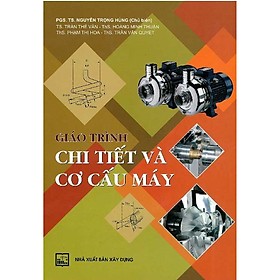 PGS. TS. NGUYỄN TRỌNG HÙNG (Chủ biên)
TS. TRẦN THẾ VĂN - ThS. HOÀNG MINH THUẬN
ThS. PHẠM THỊ HOA - ThS. TRẦN VĂN QUYẾT
GIÁO TRÌNH
CHI TIẾT VÀ
CƠ CẤU MÁY
NHÀ XUẤT BẢN XÂY DỰNG